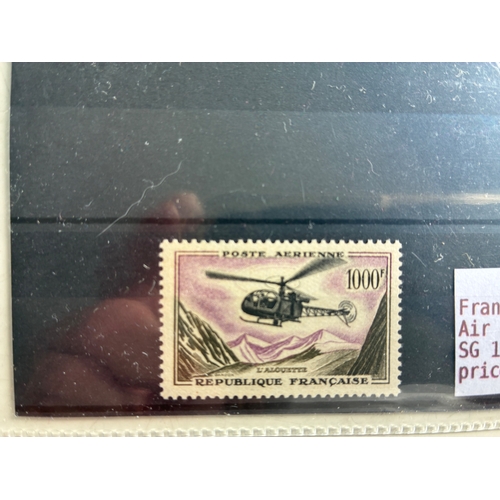 POSTE AERIENNE
1000F
L'ALOUETTE
REPUBLIQUE FRANÇAISE
Fran
Air
SG 1
pric